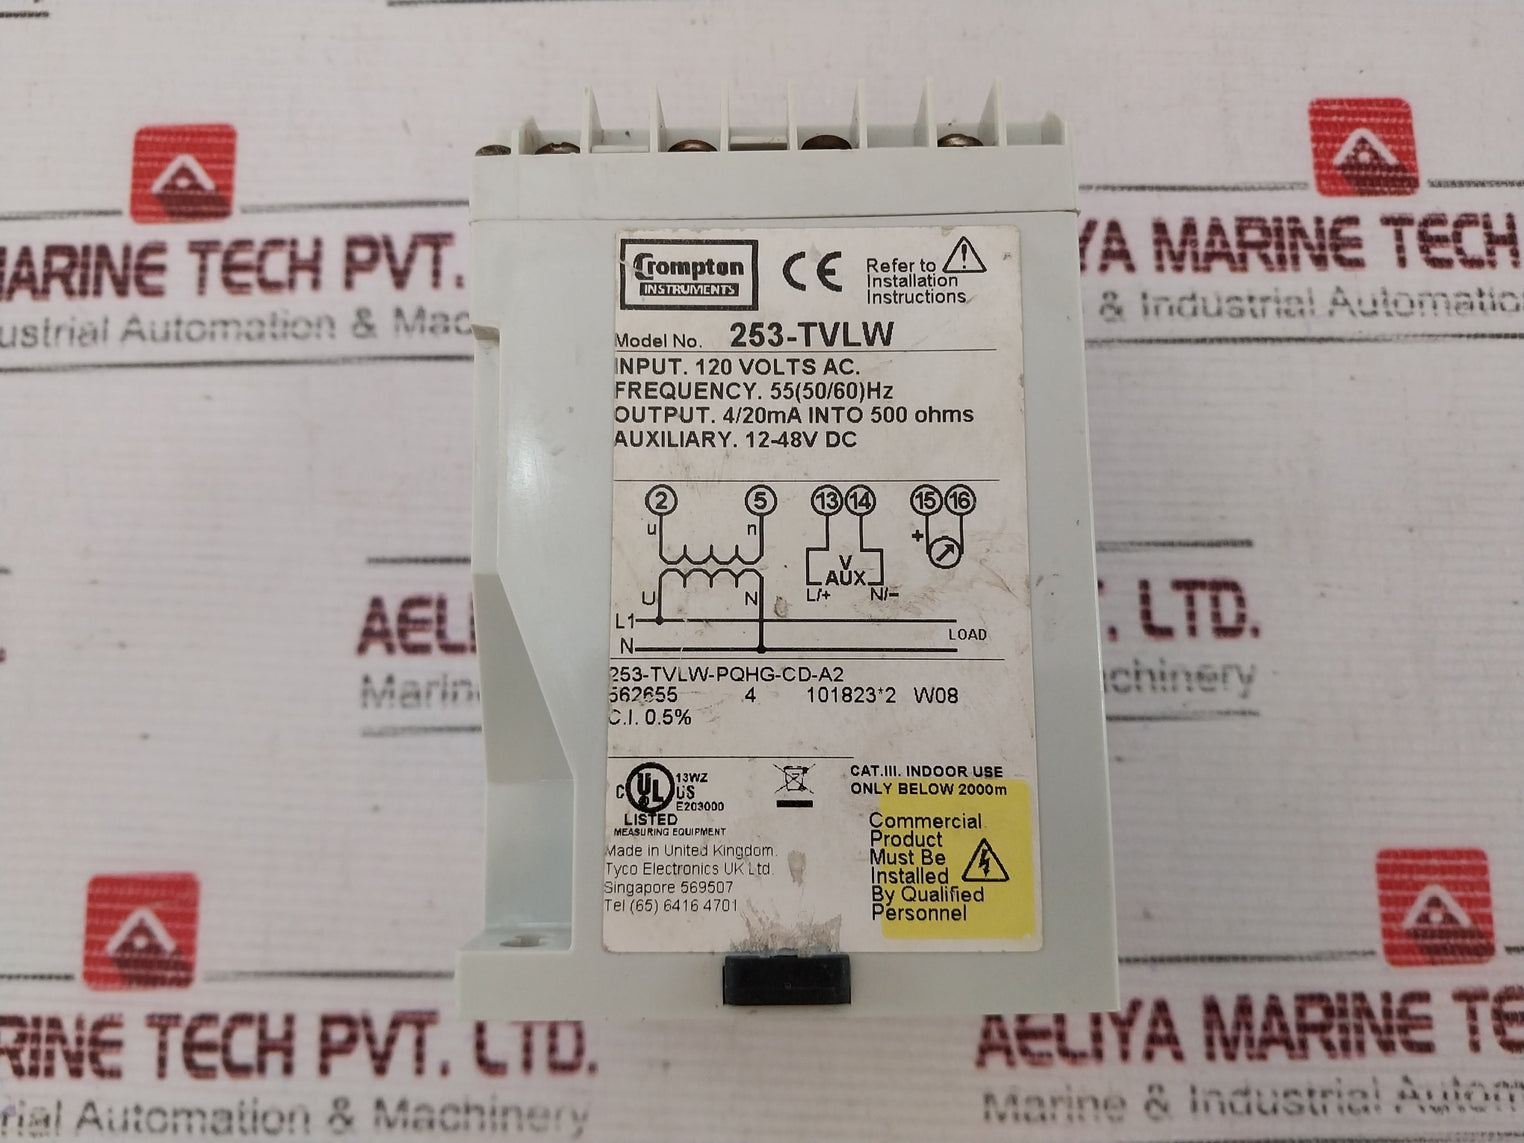 MARINE TECH PVT.
ustrial Automation & Mac
YA MARINE TECH
& Industrial Automatio
Crompton
INSTRUMENTS
CE
Refer to
Installation
Instructions
Model No. 253-TVLW
INPUT. 120 VOLTS AC.
FREQUENCY. 55(50/60)Hz
OUTPUT. 4/20mA INTO 500 ohms
AUXILIARY. 12-48V DC
2 5 13 14 15 16
u n +
V
AUX
U N L/+ N/-
L1
LOAD
N
253-TVLW-PQHG-CD-A2
562655 4 101823*2 W08
C.I. 0.5%
C UL US
13WZ
E203000
LISTED
MEASURING EQUIPMENT
CAT.III. INDOOR USE
ONLY BELOW 2000m
Made in United Kingdom.
Tyco Electronics UK Ltd.
Singapore 569507
Tel (65) 6416 4701
Commercial
Product
Must Be
Installed
By Qualified
Personnel
AELI
Marin
. LTD.
chinery
RINE TECH PVT. LTD.
rial Automation & Machinery
AELIYA MARINE TE
Marine & Industrial Autom